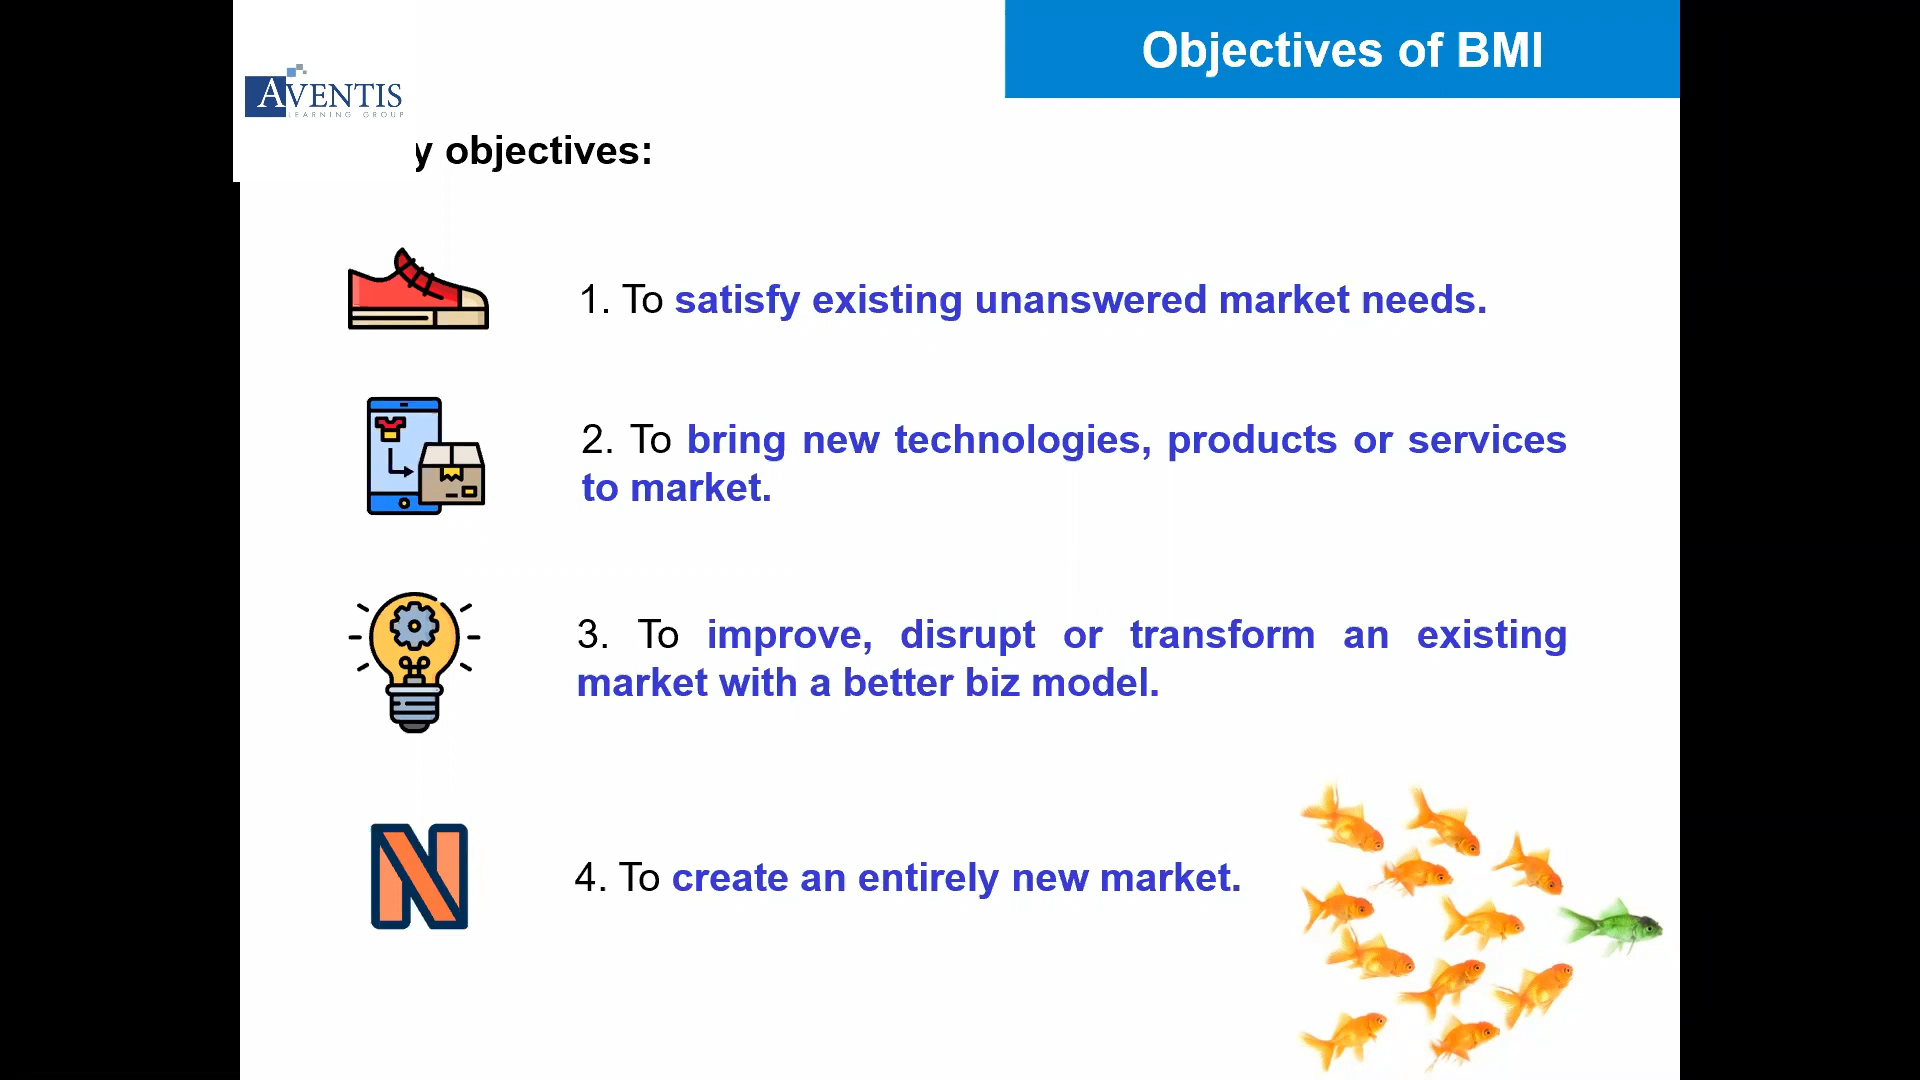 Objectives of BMI
AVENTIS
LEARNING GROUP
y objectives:
1. To satisfy existing unanswered market needs.
2. To bring new technologies, products or services
to market.
3. To improve, disrupt or transform an existing
market with a better biz model.
N
4. To create an entirely new market.